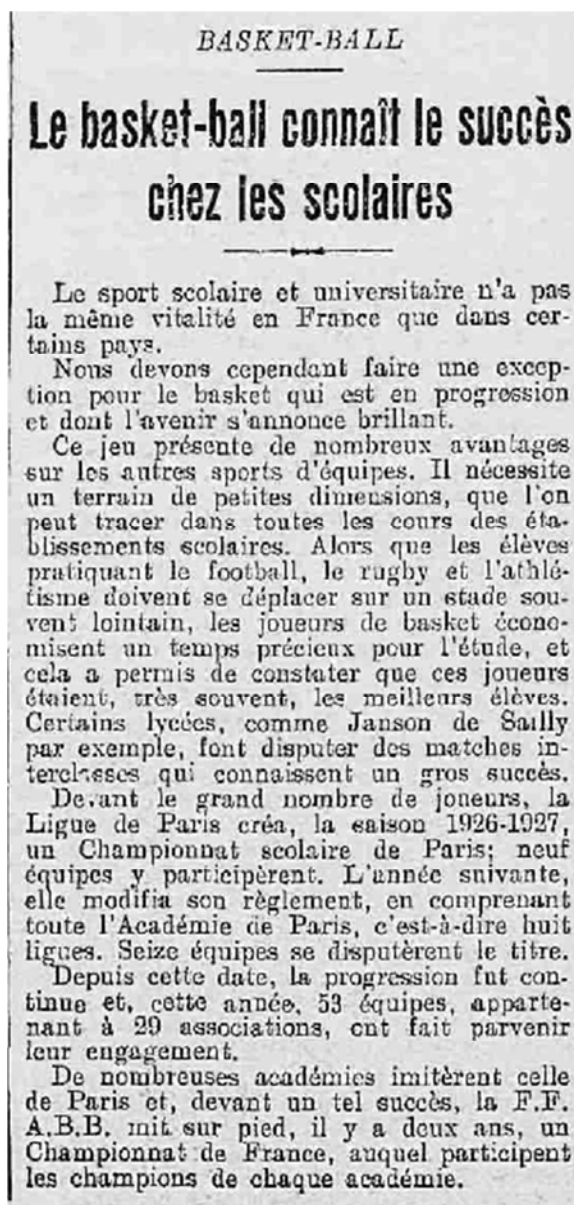 BASKET-BALL
Le basket-ball connaît le succès
chez les scolaires
Le sport scolaire et universitaire n'a pas
la même vitalité en France que dans cer-
tains pays.
Nous devons cependant faire une excep-
tion pour le basket qui est en progression
et dont l'avenir s'annonce brillant.
Ce jeu présente de nombreux avantages
sur les autres sports d'équipes. Il nécessite
un terrain de petites dimensions, que l'on
peut tracer dans toutes les cours des éta-
blissements scolaires. Alors que les élèves
pratiquant le football, le rugby et l'athlé-
tisme doivent se déplacer sur un stade sou-
vent lointain, les joueurs de basket écono-
misent un temps précieux pour l'étude, et
cela a permis de constater que ces joueurs
étaient, très souvent, les meilleurs élèves.
Certains lycées, comme Janson de Sailly
par exemple, font disputer des matches in-
terclasses qui connaissent un gros succès.
Devant le grand nombre de joueurs, la
Ligue de Paris créa, la saison 1926-1927,
un Championnat scolaire de Paris; neuf
équipes y participèrent. L'année suivante,
elle modifia son règlement, en comprenant
toute l'Académie de Paris, c'est-à-dire huit
ligues. Seize équipes se disputèrent le titre.
Depuis cette date, la progression fut con-
tinue et, cette année, 53 équipes, apparte-
nant à 29 associations, ont fait parvenir
leur engagement.
De nombreuses académies imitèrent celle
de Paris et, devant un tel succès, la F.F.
A.B.B. mit sur pied, il y a deux ans, un
Championnat de France, auquel participent
les champions de chaque académie.